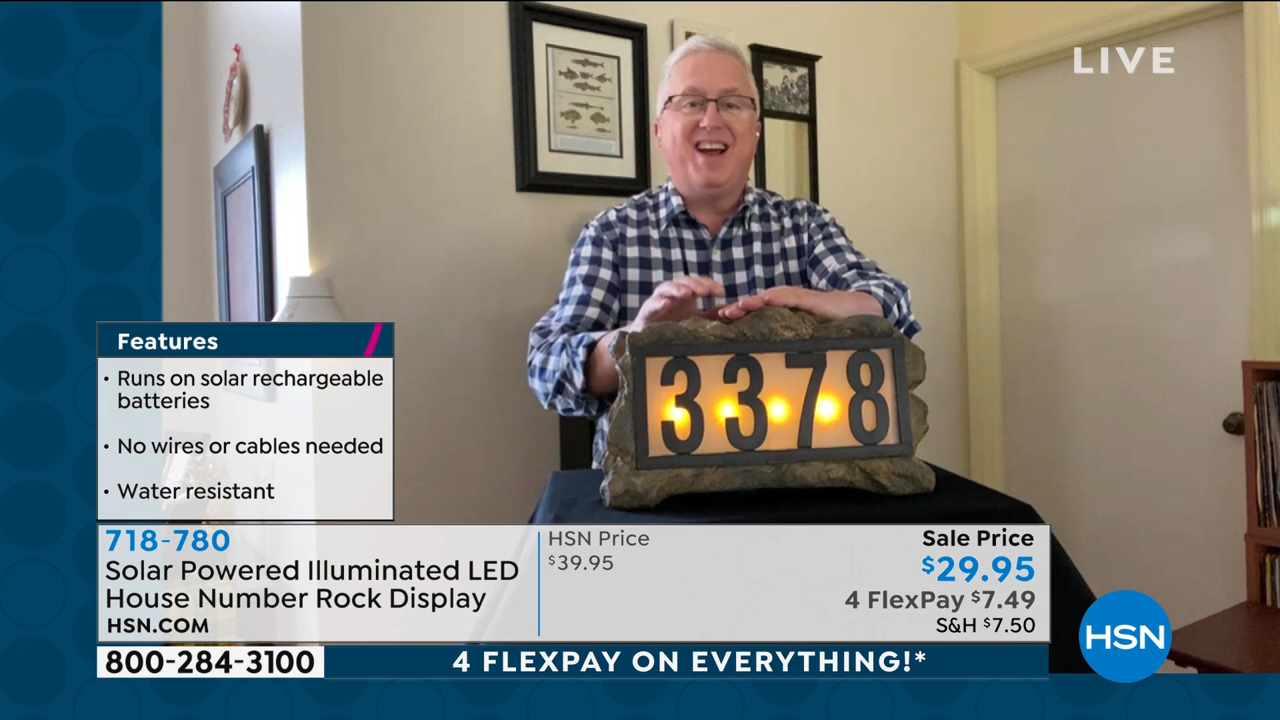 LIVE
3378
Features
• Runs on solar rechargeable
batteries
• No wires or cables needed
• Water resistant
718-780
Solar Powered Illuminated LED
House Number Rock Display
HSN.COM
HSN Price
$39.95
Sale Price
$29.95
4 FlexPay $7.49
S&H $7.50
HSN
800-284-3100
4 FLEXPAY ON EVERYTHING!*